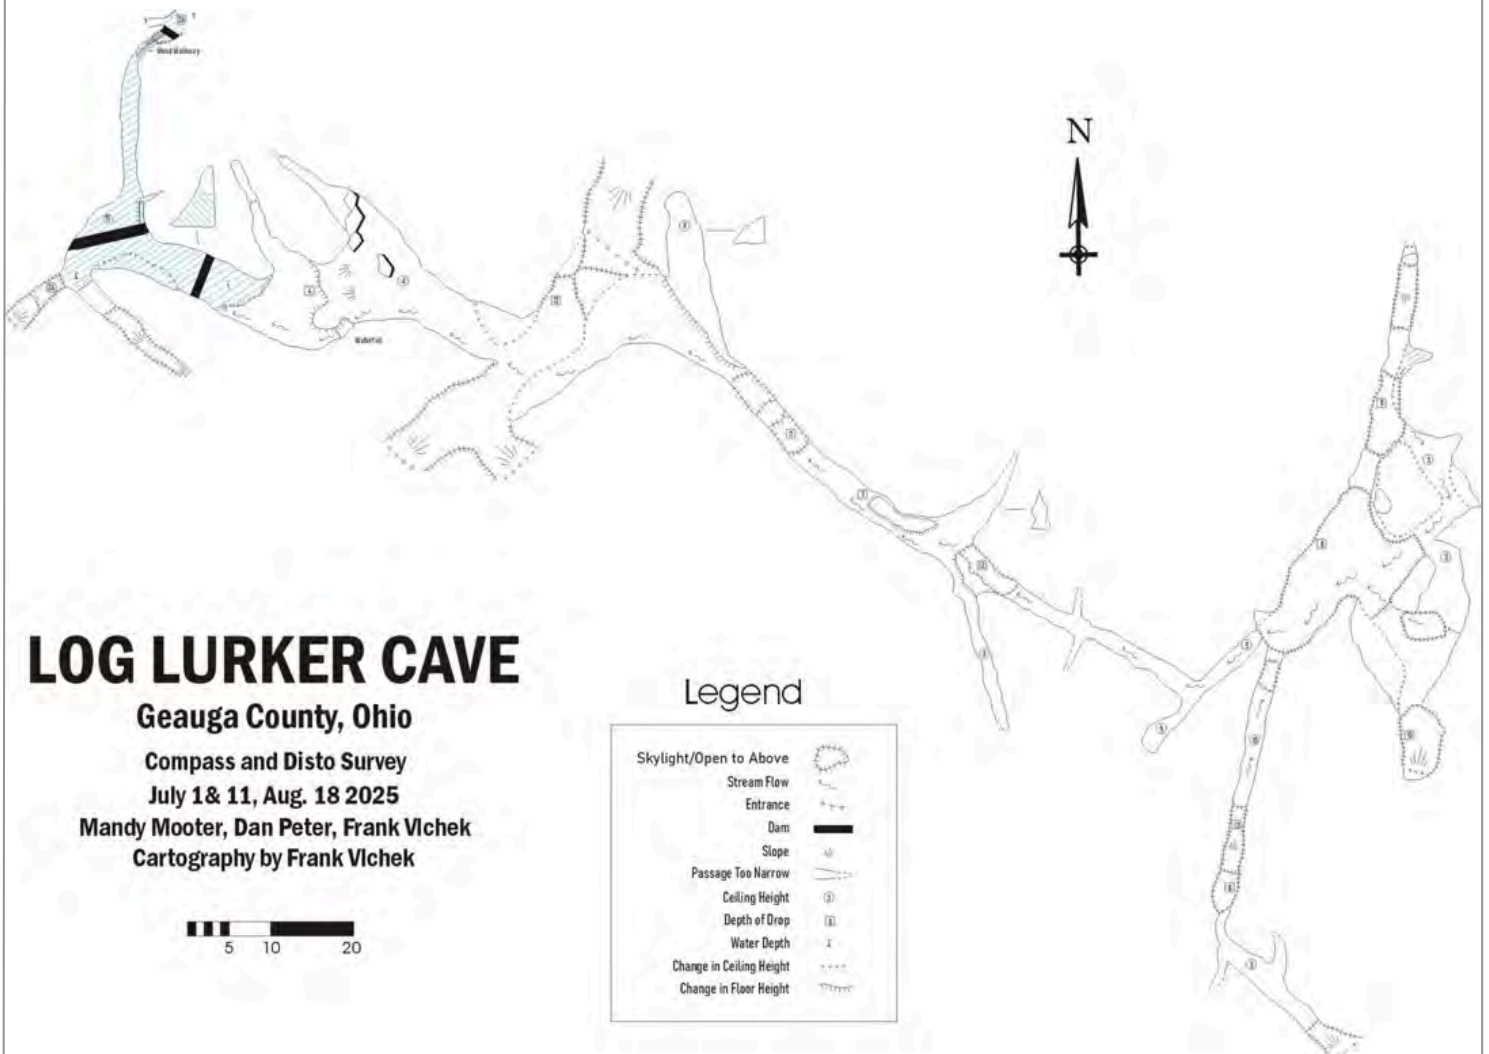 N
Waterfall
LOG LURKER CAVE
Geauga County, Ohio
Compass and Disto Survey
July 1& 11, Aug. 18 2025
Mandy Mooter, Dan Peter, Frank Vlchek
Cartography by Frank Vlchek
5 10 20
Legend
Skylight/Open to Above
Stream Flow
Entrance
Dam
Slope
Passage Too Narrow
Ceiling Height
Depth of Drop
Water Depth
Change in Ceiling Height
Change in Floor Height